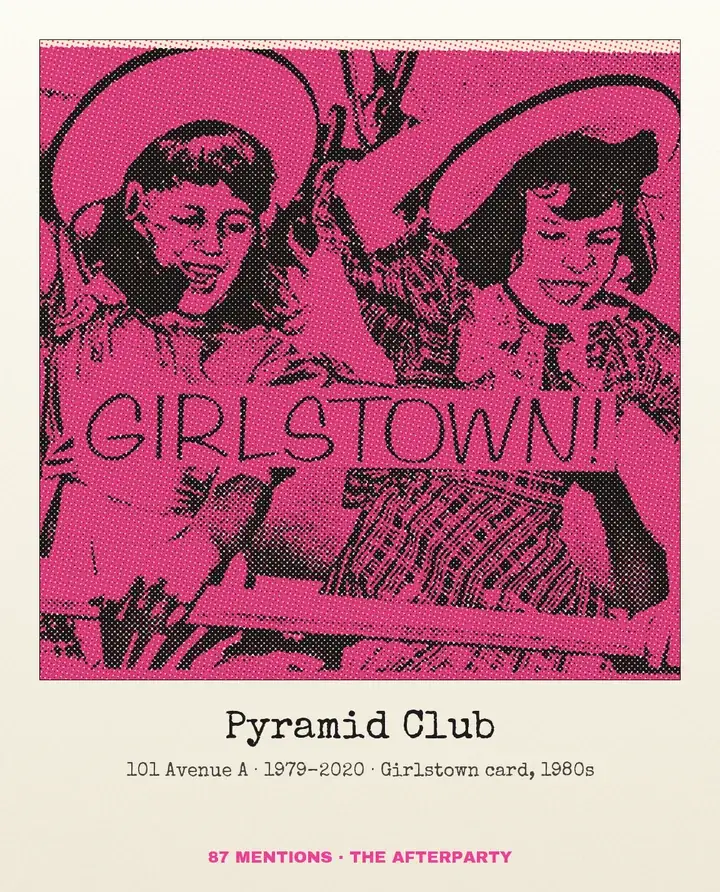 GIRLSTOWN!
Pyramid Club
101 Avenue A · 1979–2020 · Girlstown card, 1980s
87 MENTIONS · THE AFTERPARTY